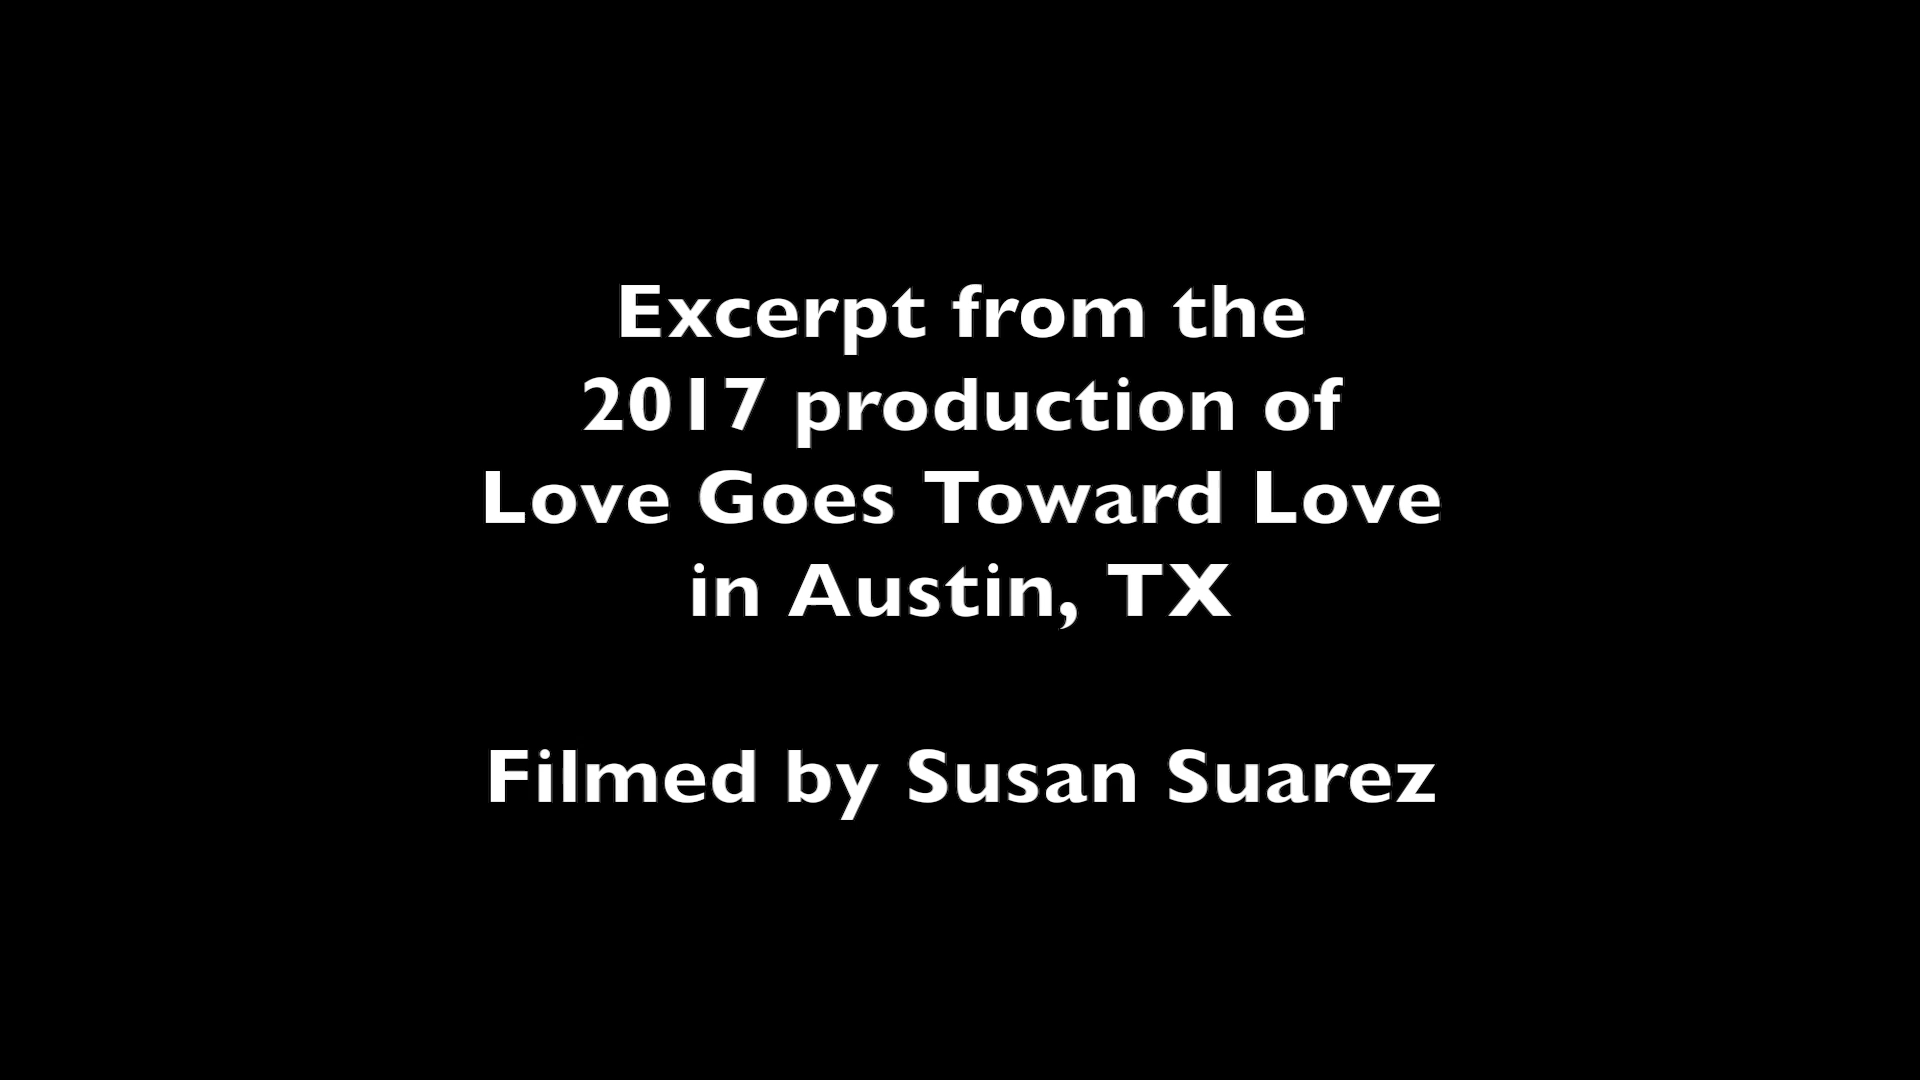 Excerpt from the
2017 production of
Love Goes Toward Love
in Austin, TX
Filmed by Susan Suarez